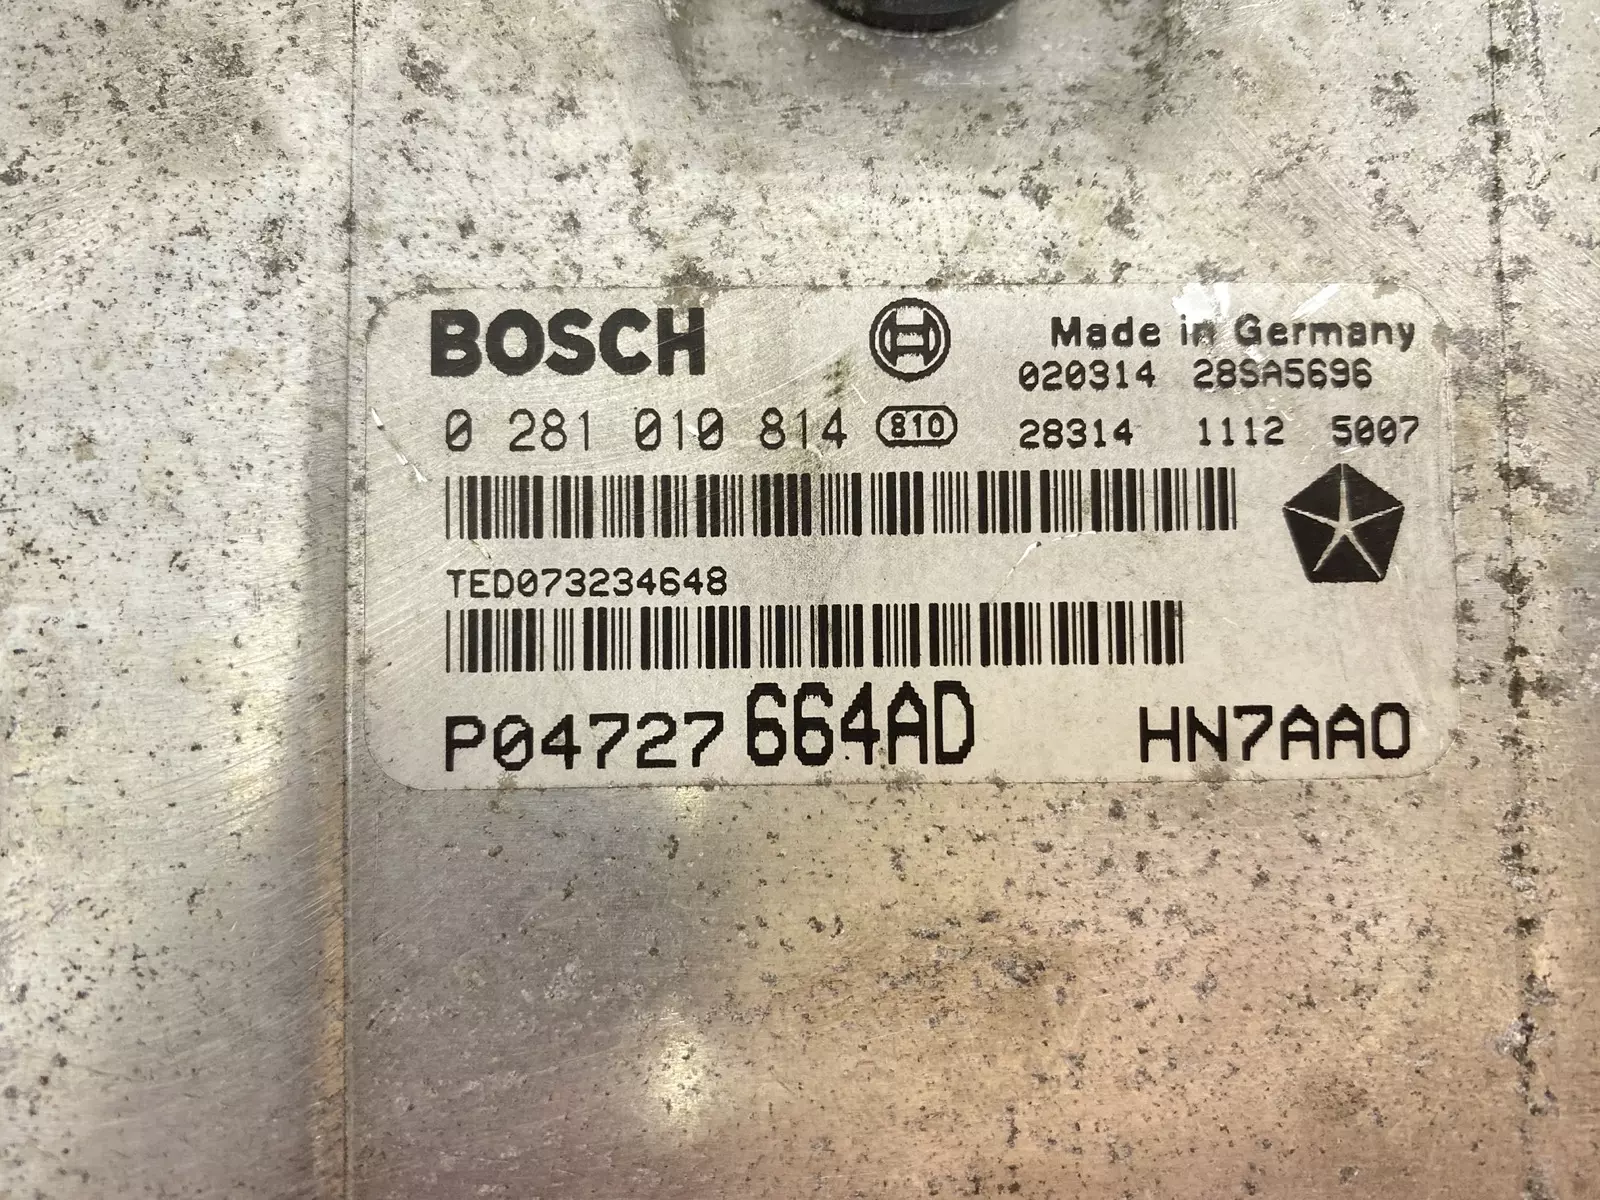 BOSCH
Made in Germany
020314 28SA5696
0 281 010 814 810 28314 1112 5007
TED073234648
P04727664AD HN7AA0